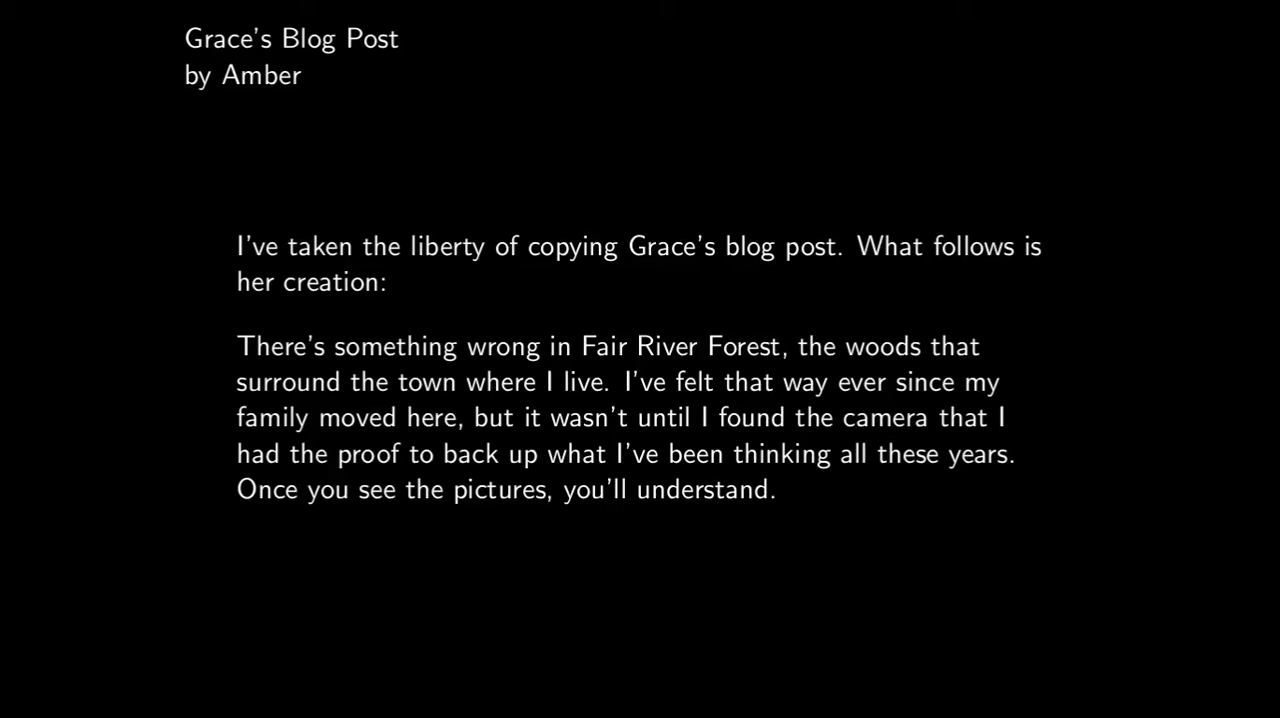 Grace's Blog Post
by Amber
I've taken the liberty of copying Grace's blog post. What follows is
her creation:
There's something wrong in Fair River Forest, the woods that
surround the town where I live. I've felt that way ever since my
family moved here, but it wasn't until I found the camera that I
had the proof to back up what I've been thinking all these years.
Once you see the pictures, you'll understand.